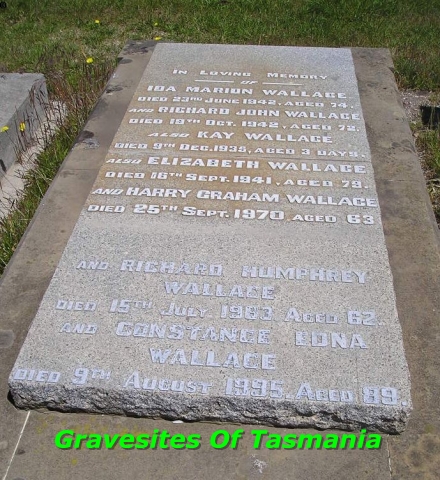 In Loving Memory
— OF —
IDA MARION WALLACE
DIED 23RD JUNE 1942, AGED 74.
AND RICHARD JOHN WALLACE
DIED 19TH OCT. 1942, AGED 72.
ALSO KAY WALLACE
DIED 9TH DEC. 1935, AGED 3 DAYS.
ALSO ELIZABETH WALLACE
DIED 16TH SEPT. 1941, AGED 79.
AND HARRY GRAHAM WALLACE
DIED 25TH SEPT. 1970, AGED 63
AND RICHARD HUMPHREY
WALLACE
DIED 15TH JULY 1983 AGED 62.
AND CONSTANCE EDNA
WALLACE
DIED 9TH AUGUST 1995. AGED 89.
Gravesites Of Tasmania